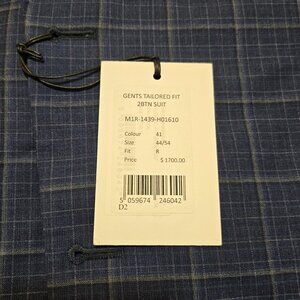 GENTS TAILORED FIT
2BTN SUIT
M1R-1439-H01610
Colour 41
Size 44/54
Fit R
Price $ 1700.00
5 059674 246042
D2